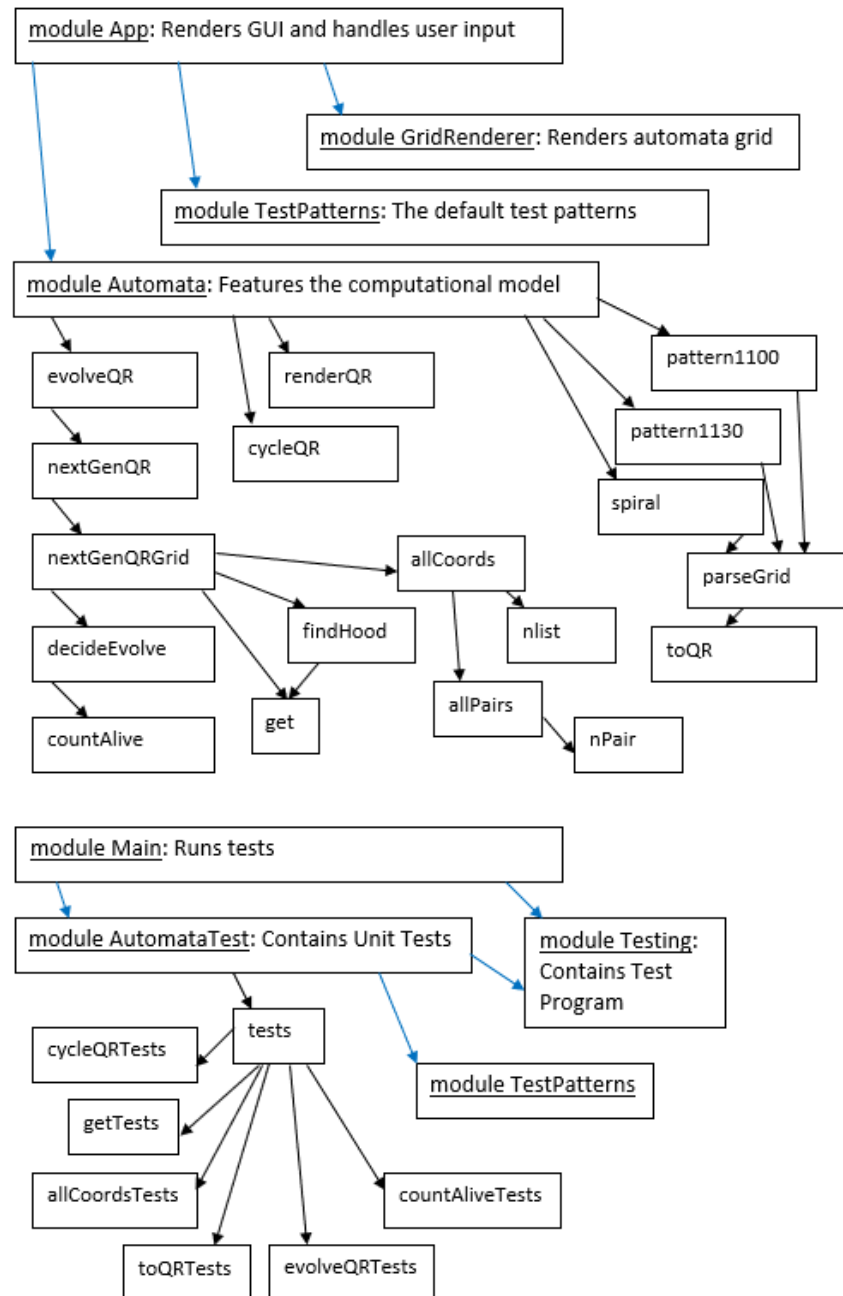 module App: Renders GUI and handles user input
module GridRenderer: Renders automata grid
module TestPatterns: The default test patterns
module Automata: Features the computational model
evolveQR
renderQR
pattern1100
cycleQR
pattern1130
nextGenQR
spiral
nextGenQRGrid
allCoords
parseGrid
findHood
nlist
decideEvolve
toQR
allPairs
get
countAlive
nPair
module Main: Runs tests
module AutomataTest: Contains Unit Tests
module Testing:
Contains Test
Program
tests
cycleQRTests
module TestPatterns
getTests
allCoordsTests
countAliveTests
toQRTests
evolveQRTests